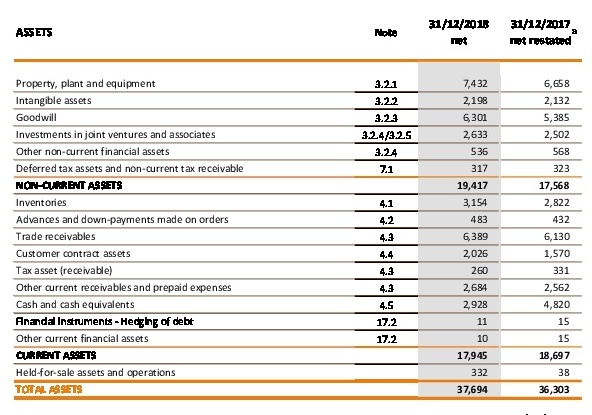 ASSETS Note 31/12/2018 net 31/12/2017 net restated a
Property, plant and equipment 3.2.1 7,432 6,658
Intangible assets 3.2.2 2,198 2,132
Goodwill 3.2.3 6,301 5,385
Investments in joint ventures and associates 3.2.4/3.2.5 2,633 2,502
Other non-current financial assets 3.2.4 536 568
Deferred tax assets and non-current tax receivable 7.1 317 323
NON-CURRENT ASSETS 19,417 17,568
Inventories 4.1 3,154 2,822
Advances and down-payments made on orders 4.2 483 432
Trade receivables 4.3 6,389 6,130
Customer contract assets 4.4 2,026 1,570
Tax asset (receivable) 4.3 260 331
Other current receivables and prepaid expenses 4.3 2,684 2,562
Cash and cash equivalents 4.5 2,928 4,820
Financial instruments - Hedging of debt 17.2 11 15
Other current financial assets 17.2 10 15
CURRENT ASSETS 17,945 18,697
Held-for-sale assets and operations 332 38
TOTAL ASSETS 37,694 36,303